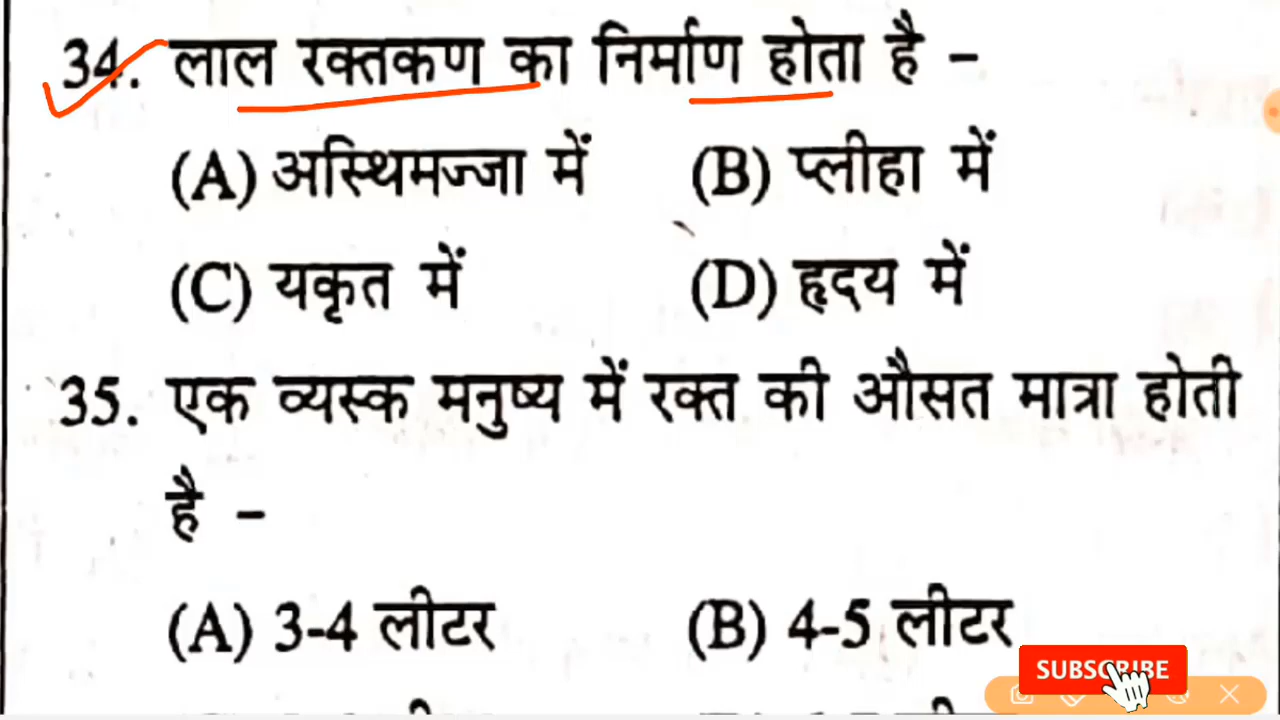 34. लाल रक्तकण का निर्माण होता है –
(A) अस्थिमज्जा में (B) प्लीहा में
(C) यकृत में (D) हृदय में
35. एक व्यस्क मनुष्य में रक्त की औसत मात्रा होती
है –
(A) 3-4 लीटर (B) 4-5 लीटर
SUBSCRIBE